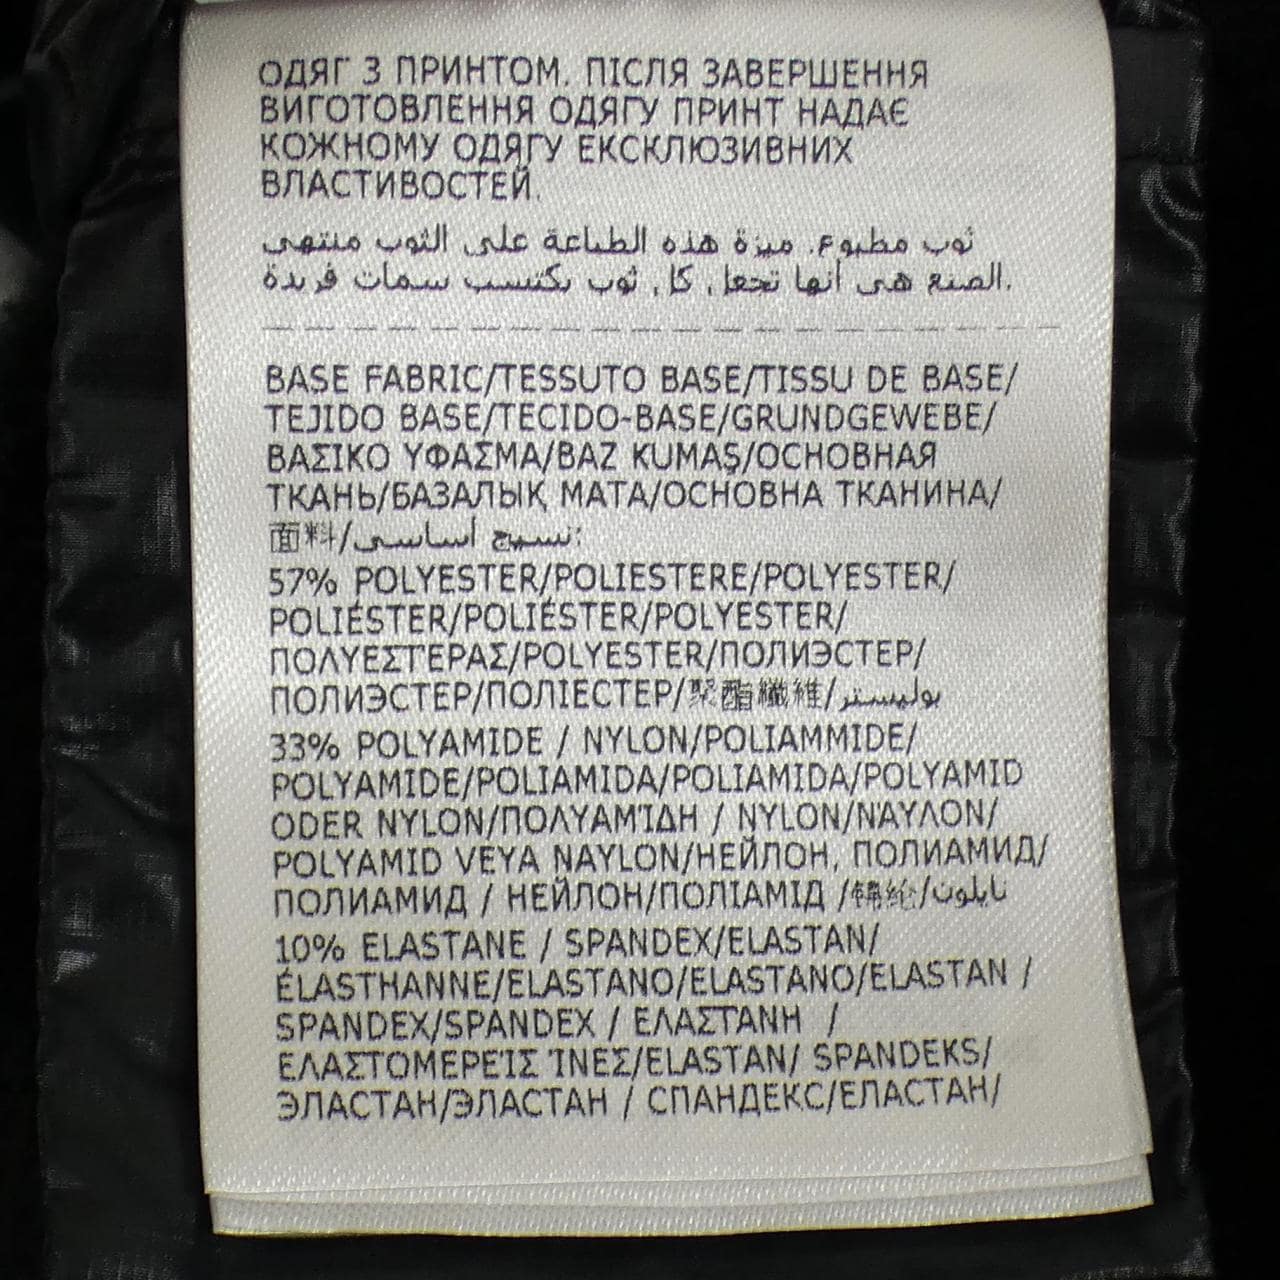 ОДЯГ З ПРИНТОМ. ПІСЛЯ ЗАВЕРШЕННЯ
ВИГОТОВЛЕННЯ ОДЯГУ ПРИНТ НАДАЄ
КОЖНОМУ ОДЯГУ ЕКСКЛЮЗИВНИХ
ВЛАСТИВОСТЕЙ.
ثوب مطبوع. ميزة هذه الطباعة على الثوب منتهي
الصنع هي أنها تجعل كل ثوب يكتسب سمات فريدة.
BASE FABRIC/TESSUTO BASE/TISSU DE BASE/
TEJIDO BASE/TECIDO-BASE/GRUNDGEWEBE/
ΒΑΣΙΚΟ ΥΦΑΣΜΑ/BAZ KUMAŞ/ОСНОВНАЯ
ТКАНЬ/БАЗАЛЫҚ МАТА/ОСНОВНА ТКАНИНА/
面料/نسيج أساسي:
57% POLYESTER/POLIESTERE/POLYESTER/
POLIÉSTER/POLIÉSTER/POLYESTER/
ΠΟΛΥΕΣΤΕΡΑΣ/POLYESTER/ПОЛИЭСТЕР/
ПОЛИЭСТЕР/ПОЛІЕСТЕР/聚酯纖維/بوليستر
33% POLYAMIDE / NYLON/POLIAMMIDE/
POLYAMIDE/POLIAMIDA/POLIAMIDA/POLYAMID
ODER NYLON/ΠΟΛΥΑΜΊΔΗ / NYLON/ΝΆΥΛΟΝ/
POLYAMID VEYA NAYLON/НЕЙЛОН, ПОЛИАМИД/
ПОЛИАМИД / НЕЙЛОН/ПОЛІАМІД /錦綸/نايلون
10% ELASTANE / SPANDEX/ELASTAN/
ÉLASTHANNE/ELASTANO/ELASTANO/ELASTAN /
SPANDEX/SPANDEX / ΕΛΑΣΤΑΝΗ /
ΕΛΑΣΤΟΜΕΡΕΊΣ ΊΝΕΣ/ELASTAN/ SPANDEKS/
ЭЛАСТАН/ЭЛАСТАН / СПАНДЕКС/ЕЛАСТАН/